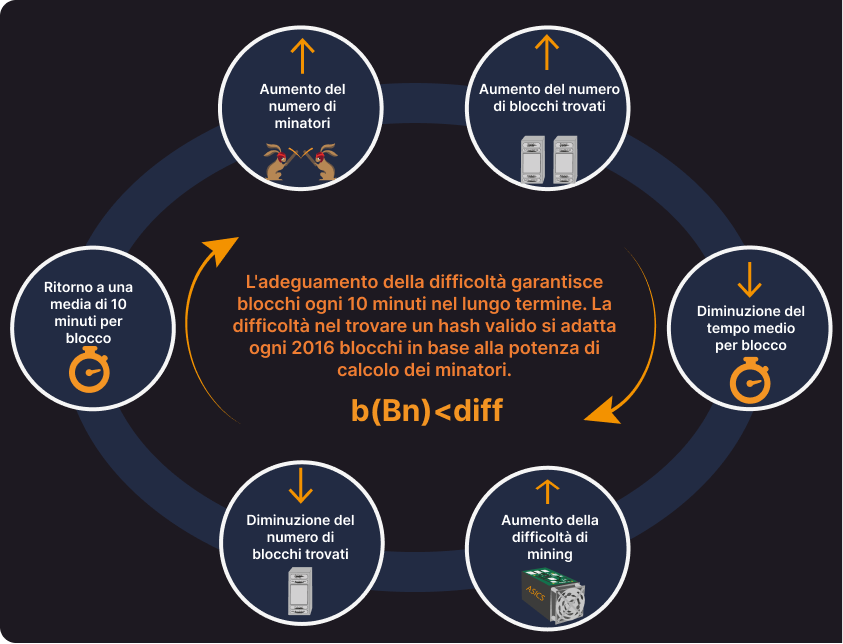 Aumento del
numero di
minatori
Aumento del numero
di blocchi trovati
Diminuzione del
tempo medio
per blocco
Aumento della
difficoltà di
mining
ASICS
Diminuzione del
numero di
blocchi trovati
Ritorno a una
media di 10
minuti per
blocco
L'adeguamento della difficoltà garantisce
blocchi ogni 10 minuti nel lungo termine. La
difficoltà nel trovare un hash valido si adatta
ogni 2016 blocchi in base alla potenza di
calcolo dei minatori.
b(Bn)<diff